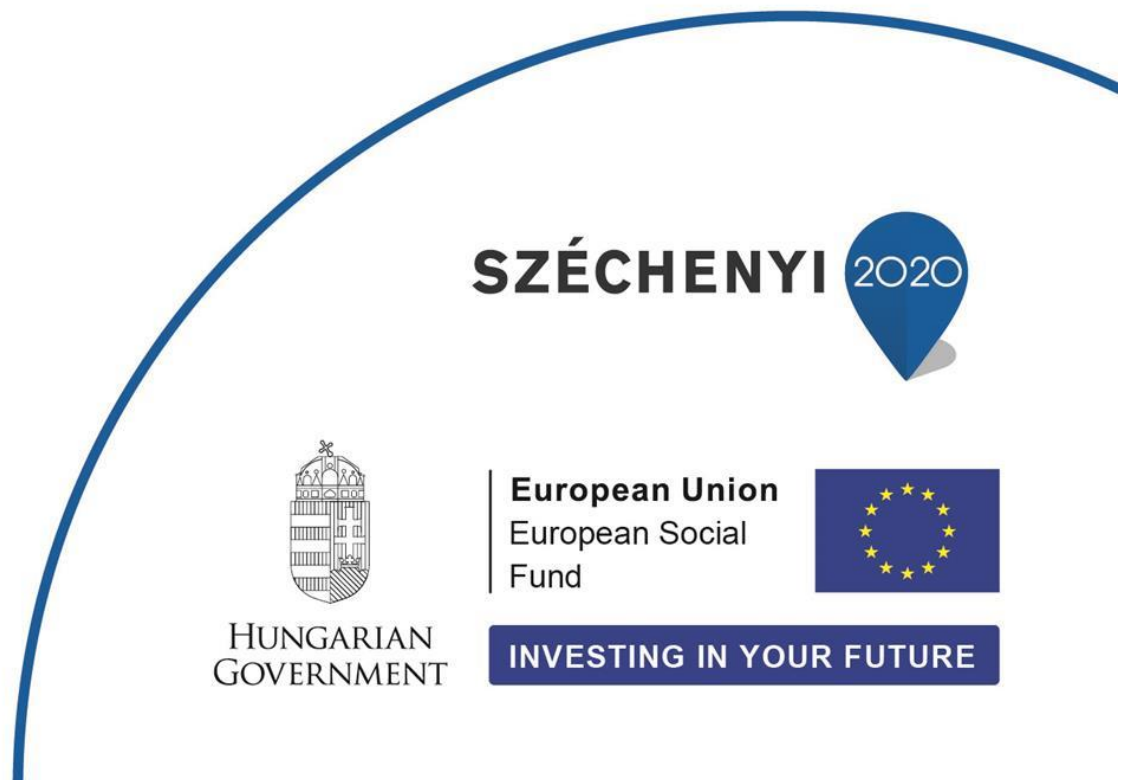 SZÉCHENYI 2020
European Union
European Social
Fund
HUNGARIAN
GOVERNMENT
INVESTING IN YOUR FUTURE